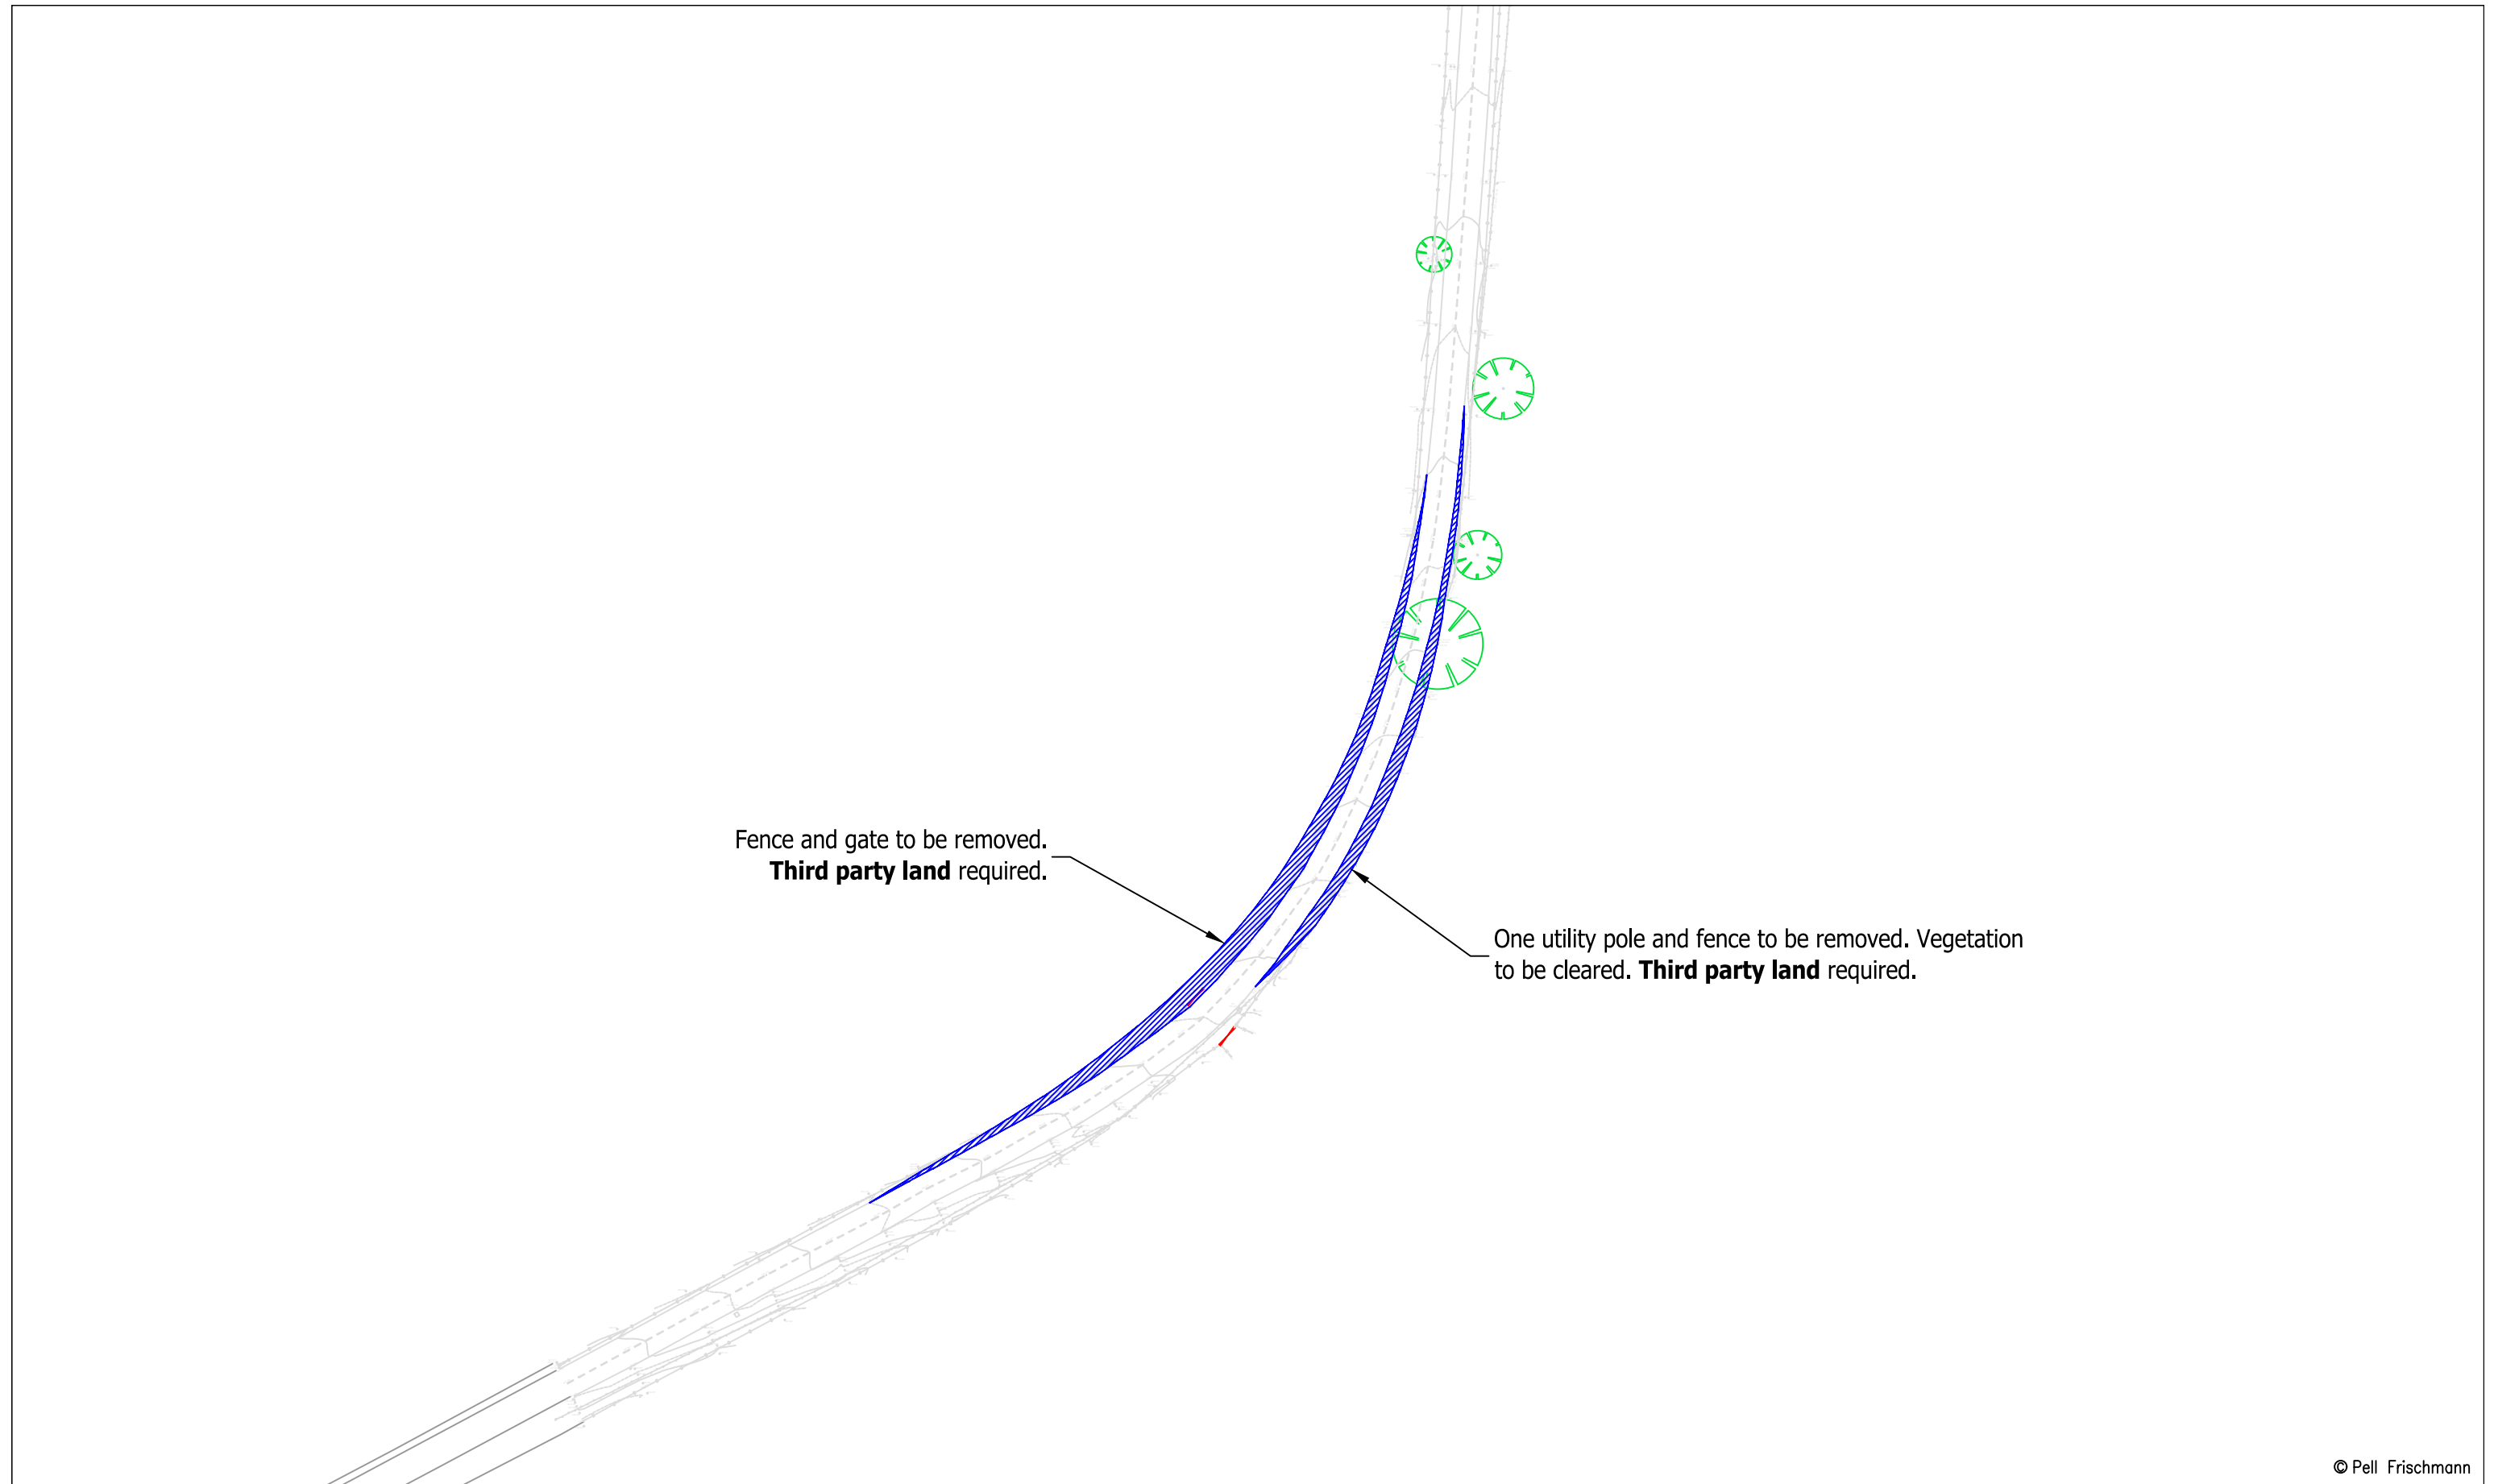 Fence and gate to be removed.
Third party land required.
One utility pole and fence to be removed. Vegetation
to be cleared. Third party land required.
© Pell Frischmann